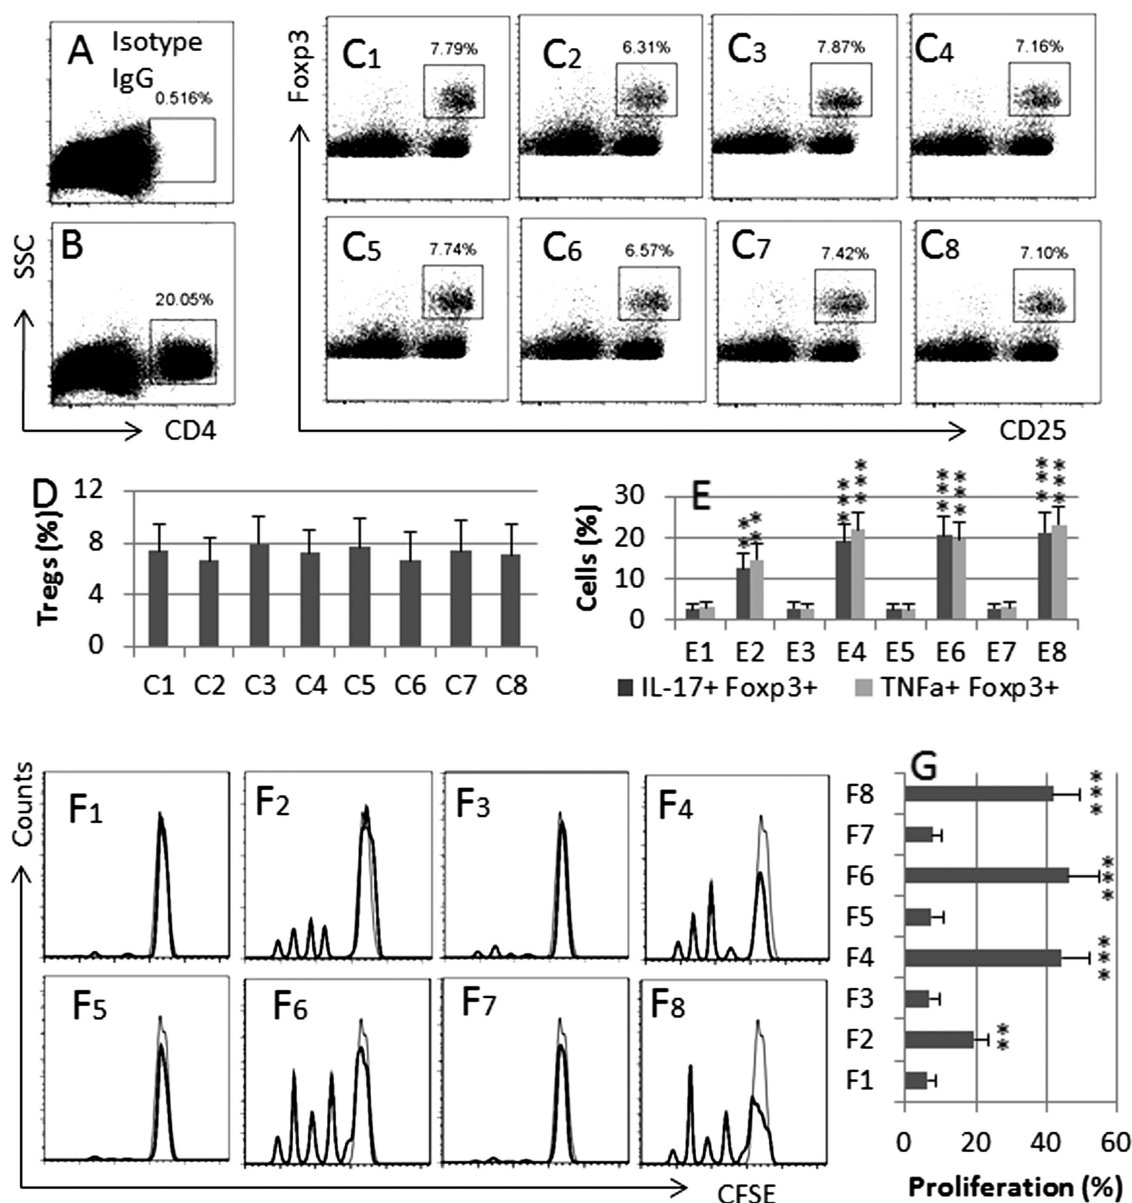 A Isotype
IgG
0.516%
B
20.05%
SSC
CD4
Foxp3
C1 7.79%
C2 6.31%
C3 7.87%
C4 7.16%
C5 7.74%
C6 6.57%
C7 7.42%
C8 7.10%
CD25
D
Tregs (%)
12
8
4
0
C1 C2 C3 C4 C5 C6 C7 C8
E
Cells (%)
30
20
10
0
** ** *** *** *** *** *** ***
E1 E2 E3 E4 E5 E6 E7 E8
IL-17+ Foxp3+ TNFa+ Foxp3+
Counts
F1
F2
F3
F4
F5
F6
F7
F8
CFSE
G
F8 ***
F7
F6 ***
F5
F4 ***
F3
F2 **
F1
0 20 40 60
Proliferation (%)